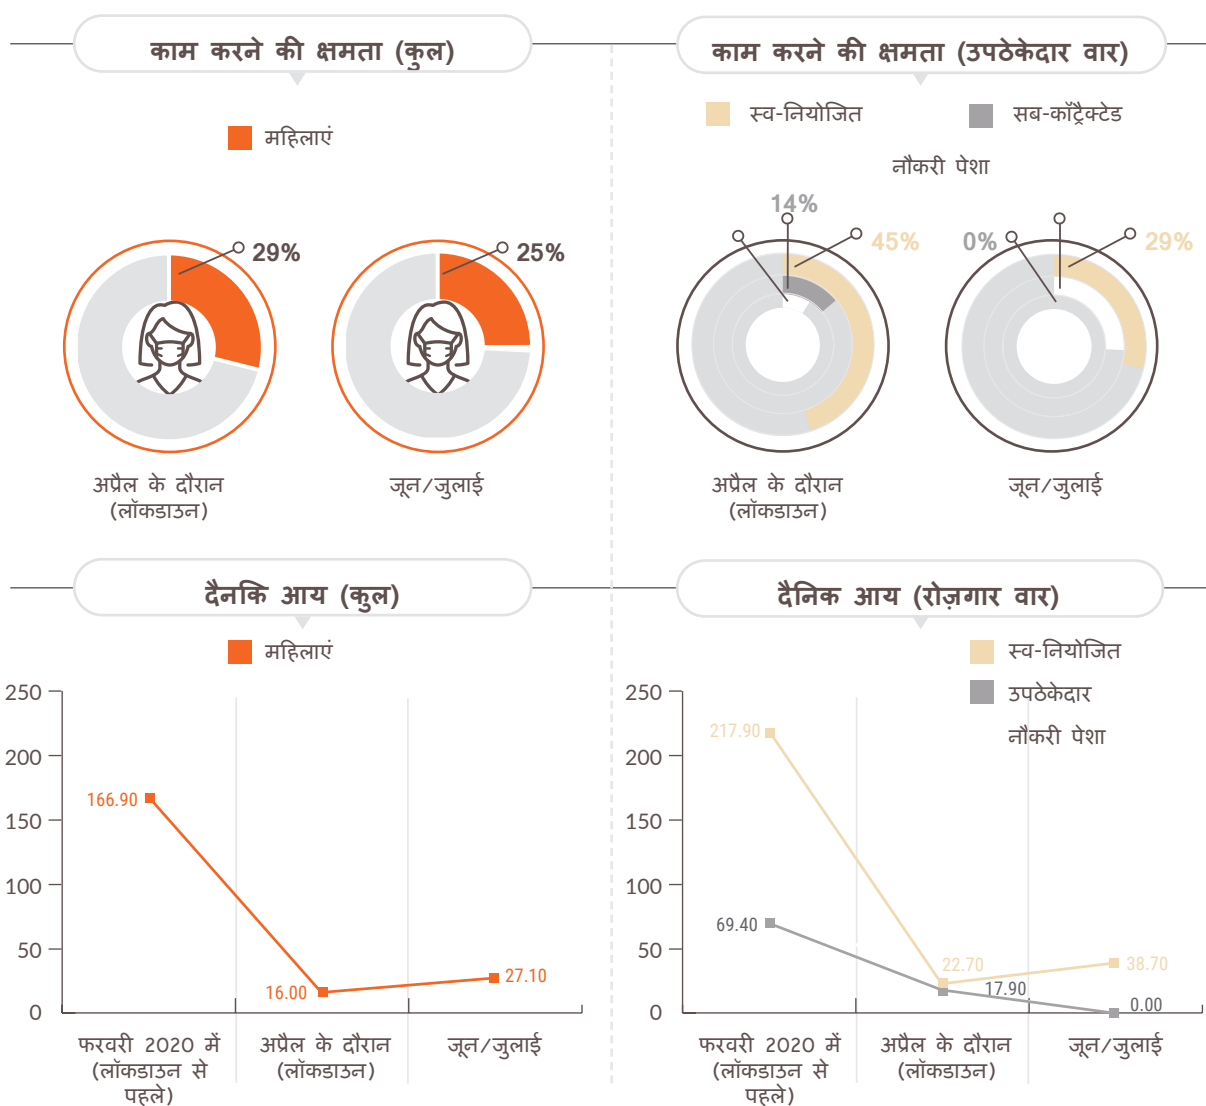 काम करने की क्षमता (कुल)
महिलाएं
29%
25%
अप्रैल के दौरान
(लॉकडाउन)
जून/जुलाई
काम करने की क्षमता (उपठेकेदार वार)
स्व-नियोजित
सब-कॉट्रैक्टेड
नौकरी पेशा
14%
45%
0%
29%
अप्रैल के दौरान
(लॉकडाउन)
जून/जुलाई
दैनकि आय (कुल)
महिलाएं
250
200
150
100
50
0
166.90
16.00
27.10
फरवरी 2020 में
(लॉकडाउन से
पहले)
अप्रैल के दौरान
(लॉकडाउन)
जून/जुलाई
दैनिक आय (रोज़गार वार)
स्व-नियोजित
उपठेकेदार
नौकरी पेशा
250
200
150
100
50
0
217.90
69.40
22.70
17.90
38.70
0.00
फरवरी 2020 में
(लॉकडाउन से
पहले)
अप्रैल के दौरान
(लॉकडाउन)
जून/जुलाई